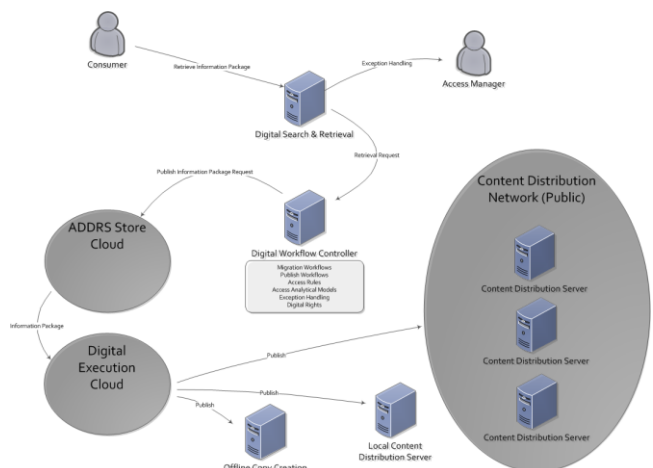 Consumer
Retrieve Information Package
Exception Handling
Access Manager
Digital Search & Retrieval
Retrieval Request
Publish Information Package Request
Content Distribution
Network (Public)
ADDRS Store
Cloud
Digital Workflow Controller
Migration Workflows
Publish Workflows
Access Rules
Access Analytical Models
Exception Handling
Digital Rights
Content Distribution Server
Information Package
Digital
Execution
Cloud
Publish
Content Distribution Server
Publish
Publish
Local Content
Distribution Server
Content Distribution Server
Offline Copy Creation